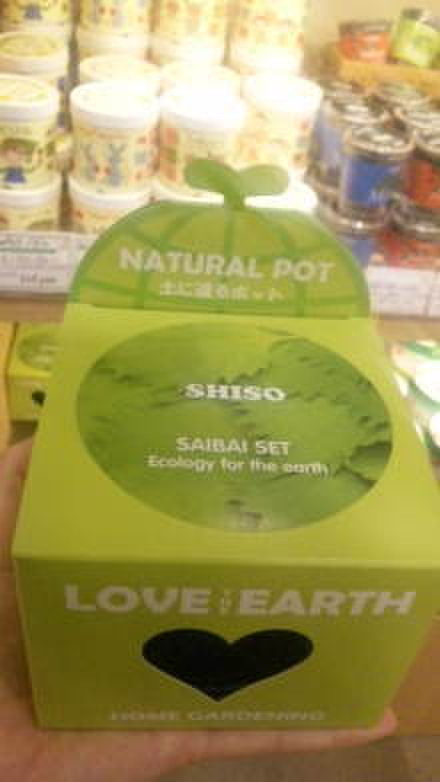 NATURAL POT
土に還るポット
SHISO
SAIBAI SET
Ecology for the earth
LOVE THE EARTH
HOME GARDENING